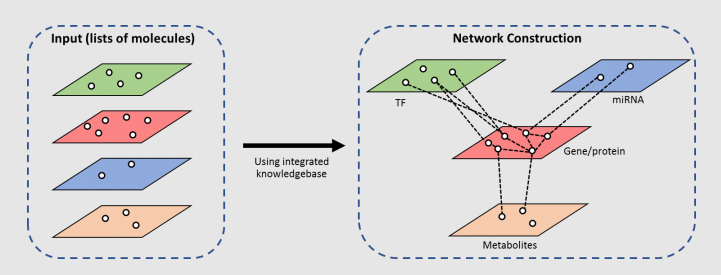 Input (lists of molecules)
Network Construction
TF
miRNA
Gene/protein
Using integrated
knowledgebase
Metabolites